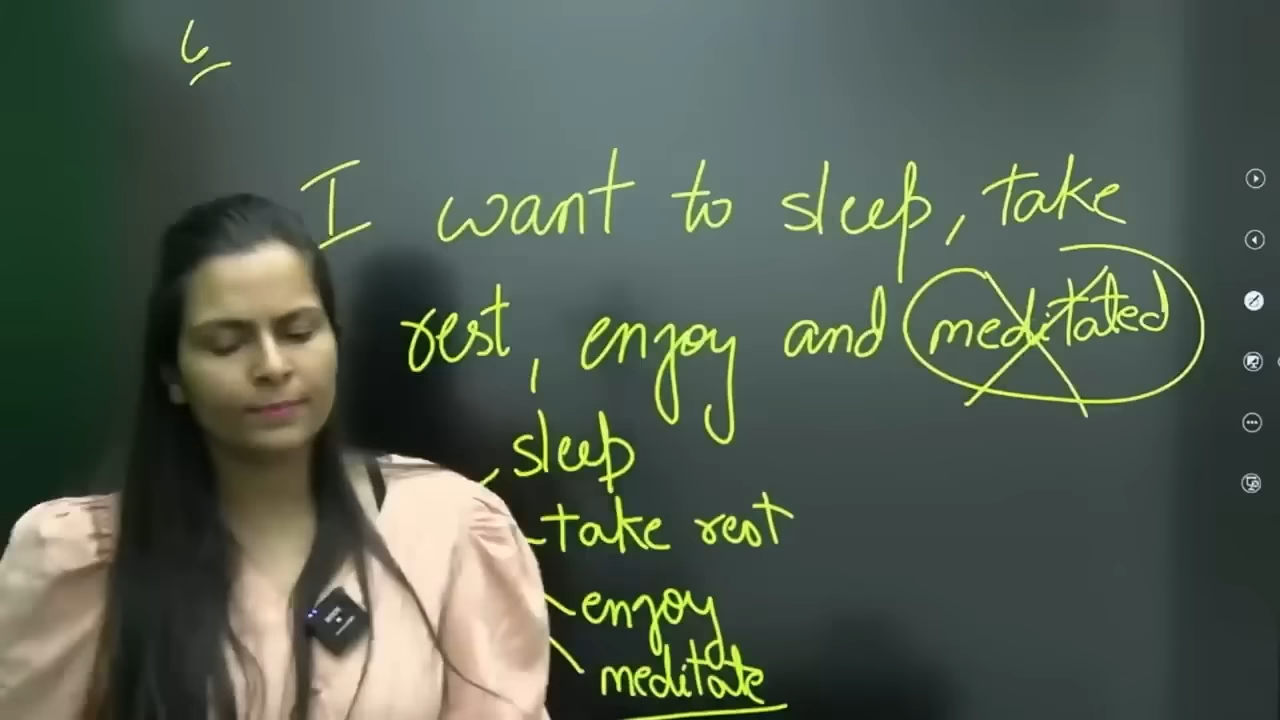 6
I want to sleep, take
rest, enjoy and meditated
sleep
take rest
enjoy
meditate